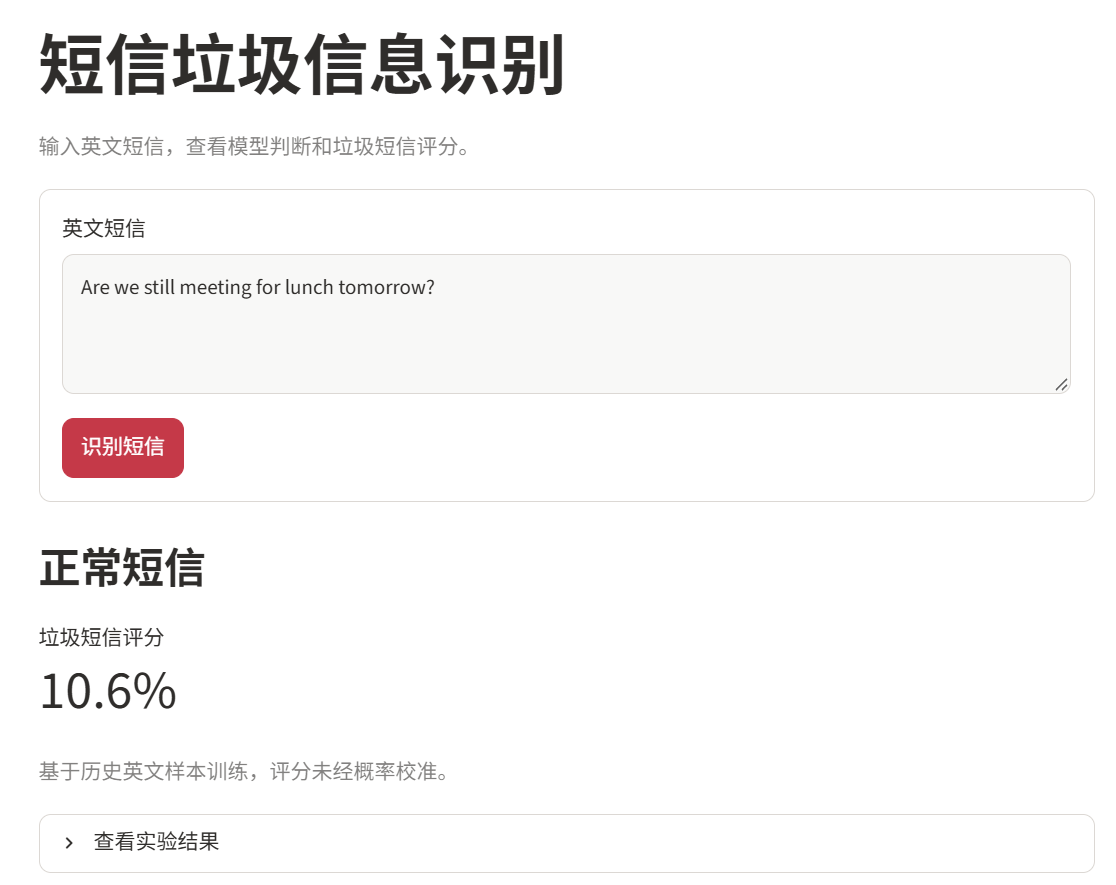 短信垃圾信息识别
输入英文短信，查看模型判断和垃圾短信评分。
英文短信
Are we still meeting for lunch tomorrow?
识别短信
正常短信
垃圾短信评分
10.6%
基于历史英文样本训练，评分未经概率校准。
查看实验结果